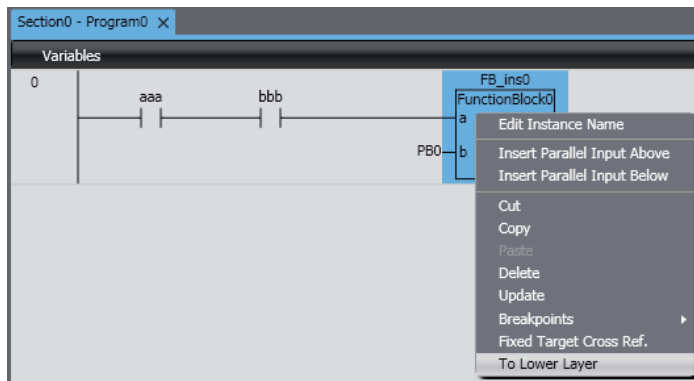 Section0 - Program0
Variables
0
FB_ins0
aaa
bbb
FunctionBlock0
a
PB0
b
Edit Instance Name
Insert Parallel Input Above
Insert Parallel Input Below
Cut
Copy
Paste
Delete
Update
Breakpoints
Fixed Target Cross Ref.
To Lower Layer